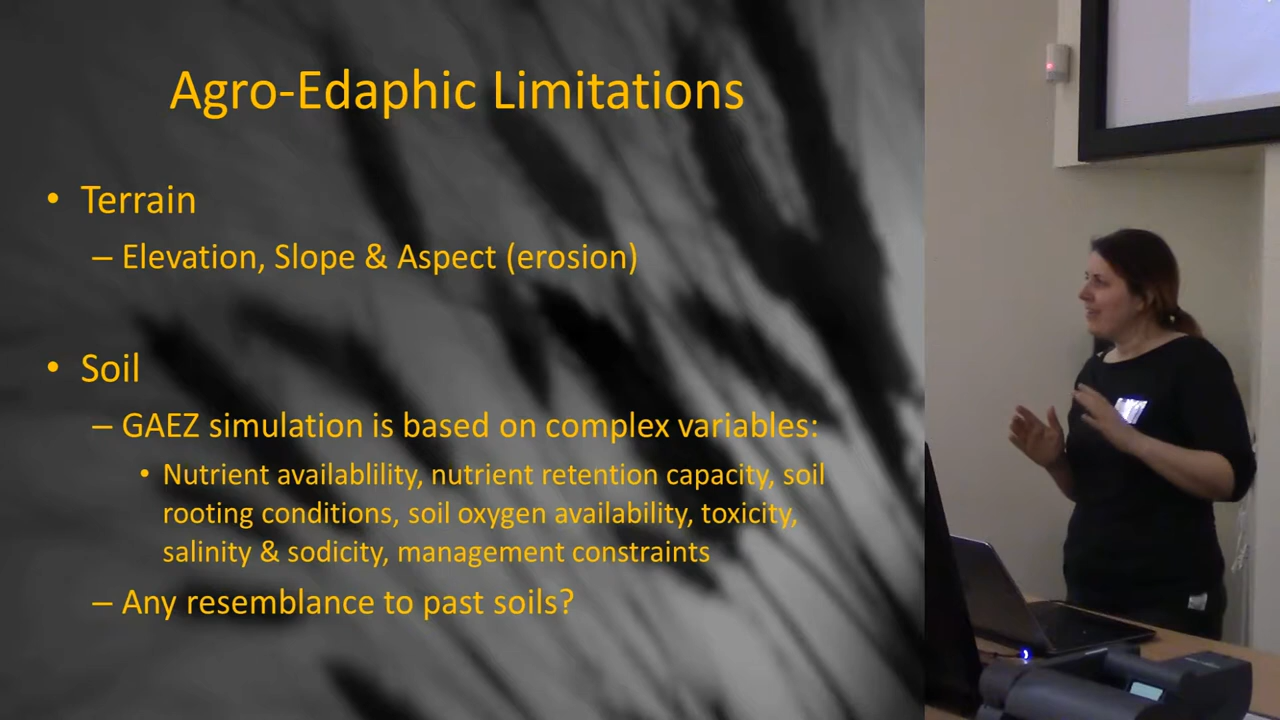 Agro-Edaphic Limitations
• Terrain
– Elevation, Slope & Aspect (erosion)
• Soil
– GAEZ simulation is based on complex variables:
• Nutrient availablility, nutrient retention capacity, soil
rooting conditions, soil oxygen availability, toxicity,
salinity & sodicity, management constraints
– Any resemblance to past soils?